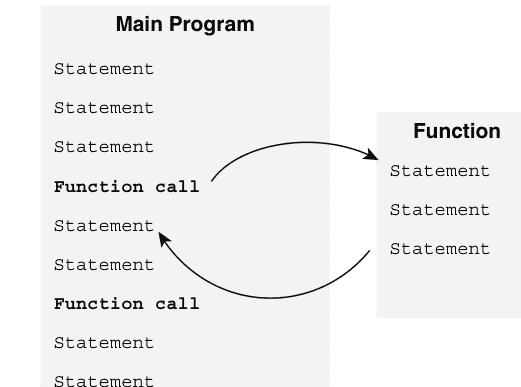 Main Program
Statement
Statement
Statement
Function call
Statement
Statement
Function call
Statement
Statement
Function
Statement
Statement
Statement